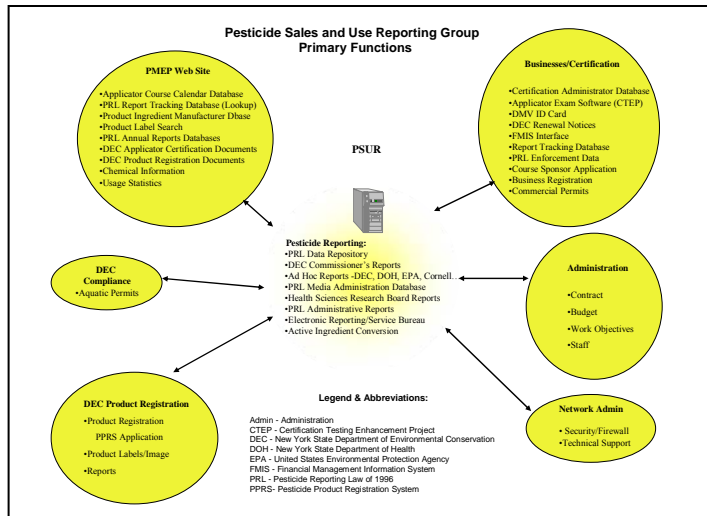 Pesticide Sales and Use Reporting Group
Primary Functions
PMEP Web Site
•Applicator Course Calendar Database
•PRL Report Tracking Database (Lookup)
•Product Ingredient Manufacturer Dbase
•Product Label Search
•PRL Annual Reports Databases
•DEC Applicator Certification Documents
•DEC Product Registration Documents
•Chemical Information
•Usage Statistics
Businesses/Certification
•Certification Administrator Database
•Applicator Exam Software (CTEP)
•DMV ID Card
•DEC Renewal Notices
•FMIS Interface
•Report Tracking Database
•PRL Enforcement Data
•Course Sponsor Application
•Business Registration
•Commercial Permits
PSUR
Pesticide Reporting:
•PRL Data Repository
•DEC Commissioner's Reports
•Ad Hoc Reports -DEC, DOH, EPA, Cornell…
•PRL Media Administration Database
•Health Sciences Research Board Reports
•PRL Administrative Reports
•Electronic Reporting/Service Bureau
•Active Ingredient Conversion
DEC
Compliance
•Aquatic Permits
Administration
•Contract
•Budget
•Work Objectives
•Staff
DEC Product Registration
•Product Registration
PPRS Application
•Product Labels/Image
•Reports
Network Admin
• Security/Firewall
•Technical Support
Legend & Abbreviations:
Admin - Administration
CTEP - Certification Testing Enhancement Project
DEC - New York State Department of Environmental Conservation
DOH - New York State Department of Health
EPA - United States Environmental Protection Agency
FMIS - Financial Management Information System
PRL - Pesticide Reporting Law of 1996
PPRS- Pesticide Product Registration System